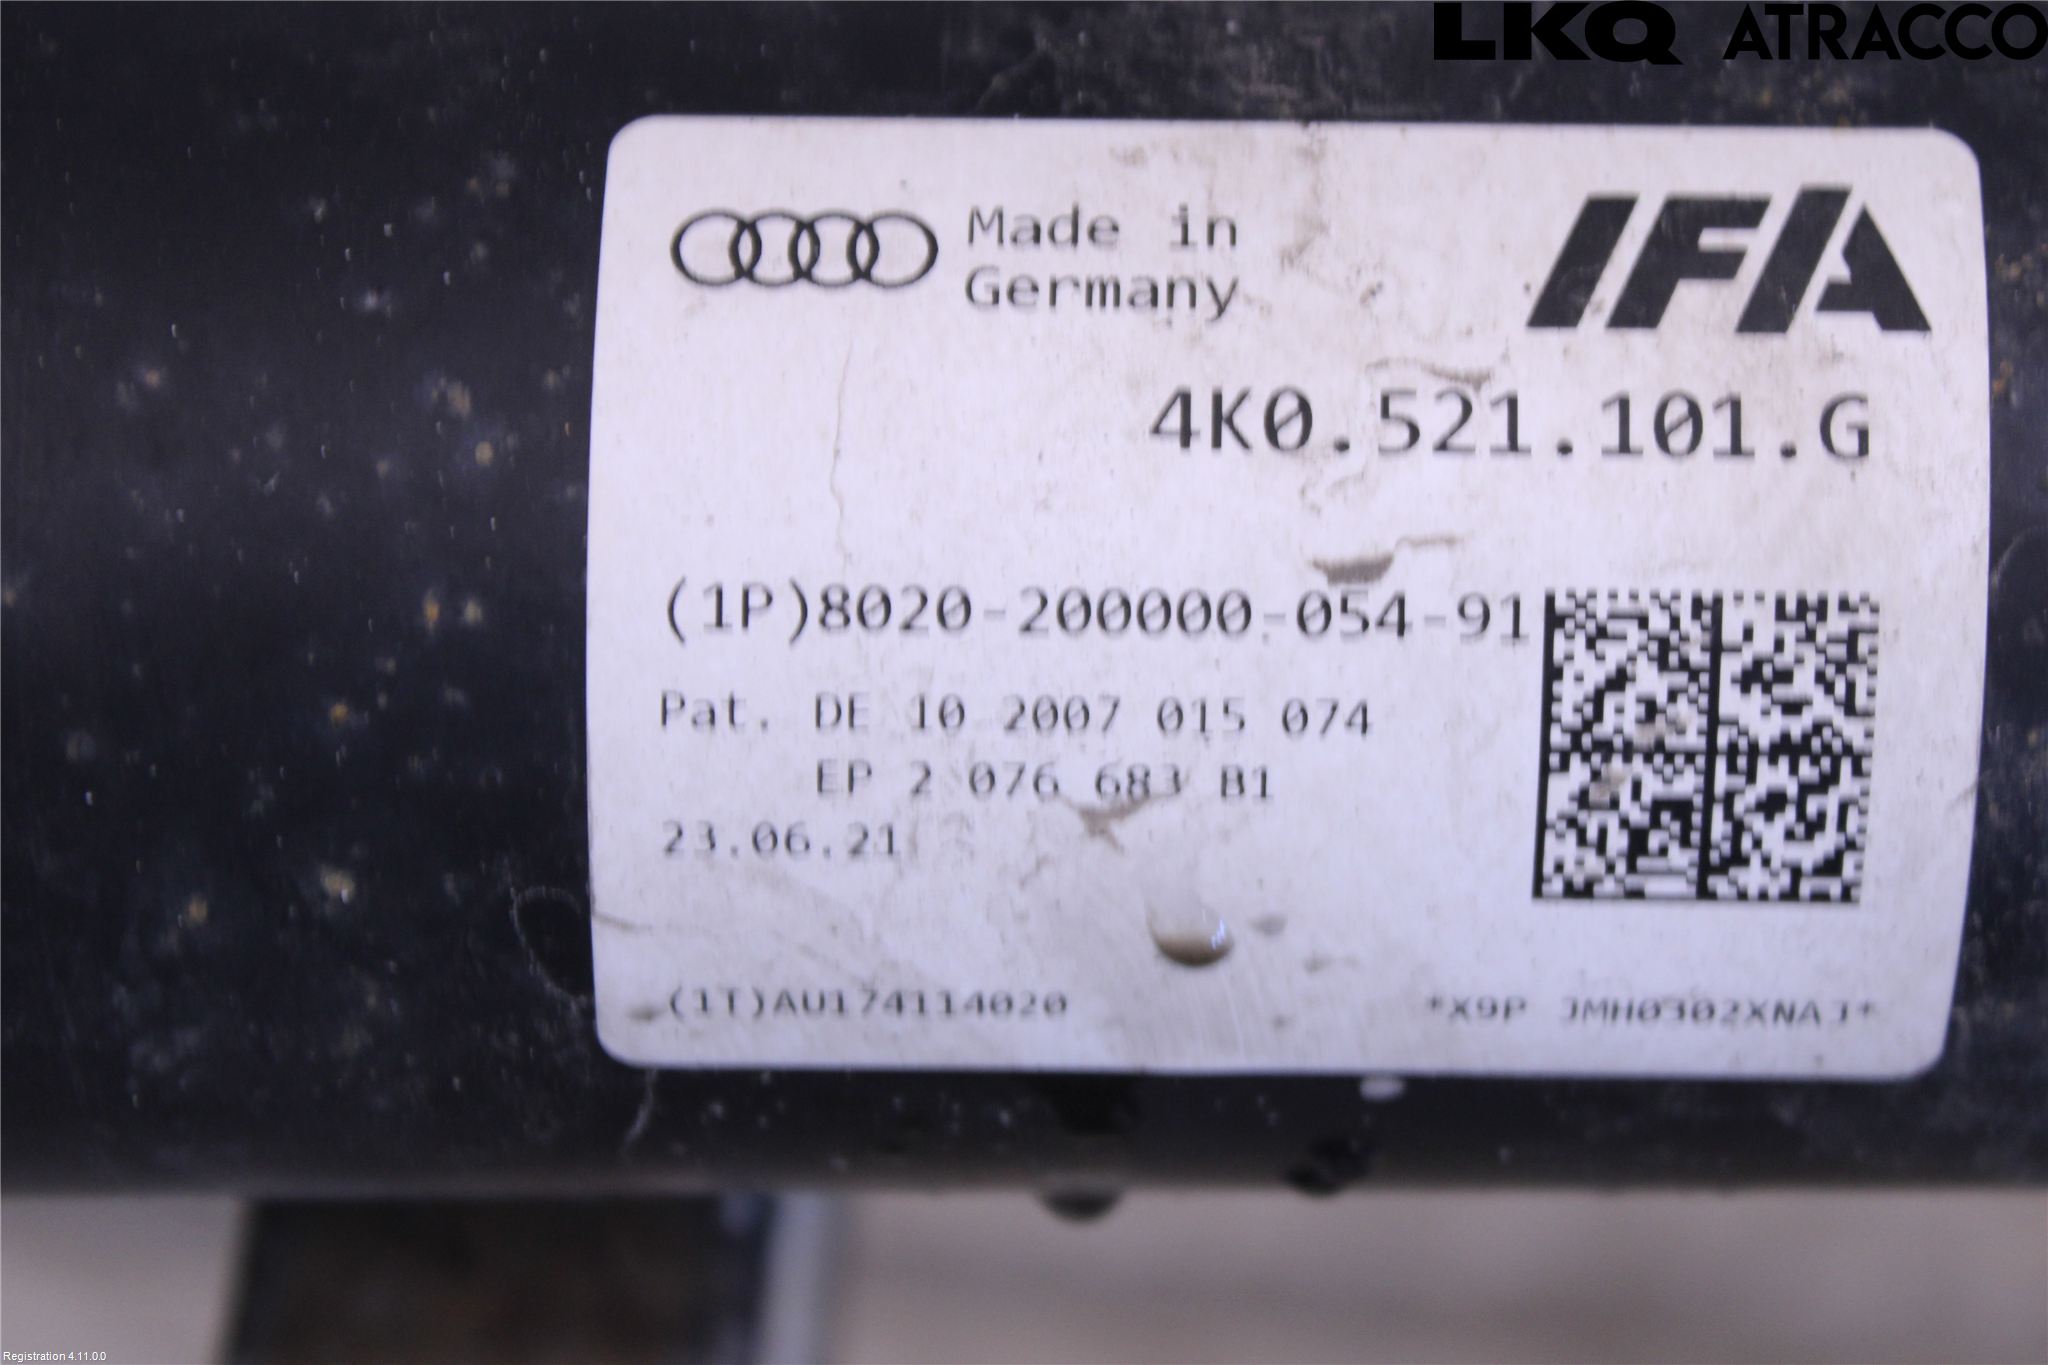 LKQ ATRACCO
Made in
Germany
IFA
4K0.521.101.G
(1P)8020-200000-054-91
Pat. DE 10 2007 015 074
EP 2 076 683 B1
23.06.21
(1T)AU174114020
*X9P JMH0302XNAJ*
Registration 4.11.0.0